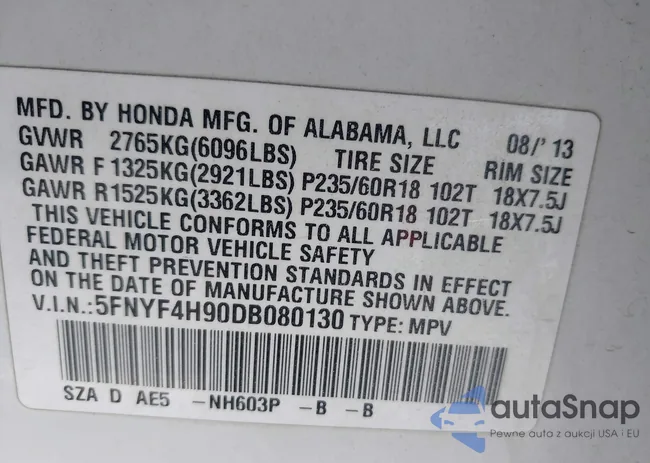 MFD. BY HONDA MFG. OF ALABAMA, LLC 08/'13
GVWR 2765KG(6096LBS) TIRE SIZE RIM SIZE
GAWR F 1325KG(2921LBS) P235/60R18 102T 18X7.5J
GAWR R1525KG(3362LBS) P235/60R18 102T 18X7.5J
THIS VEHICLE CONFORMS TO ALL APPLICABLE
FEDERAL MOTOR VEHICLE SAFETY
AND THEFT PREVENTION STANDARDS IN EFFECT
ON THE DATE OF MANUFACTURE SHOWN ABOVE.
V.I.N.:5FNYF4H90DB080130 TYPE: MPV
SZA D AE5 -NH603P -B -B
autaSnap
Pewne auta z aukcji USA i EU